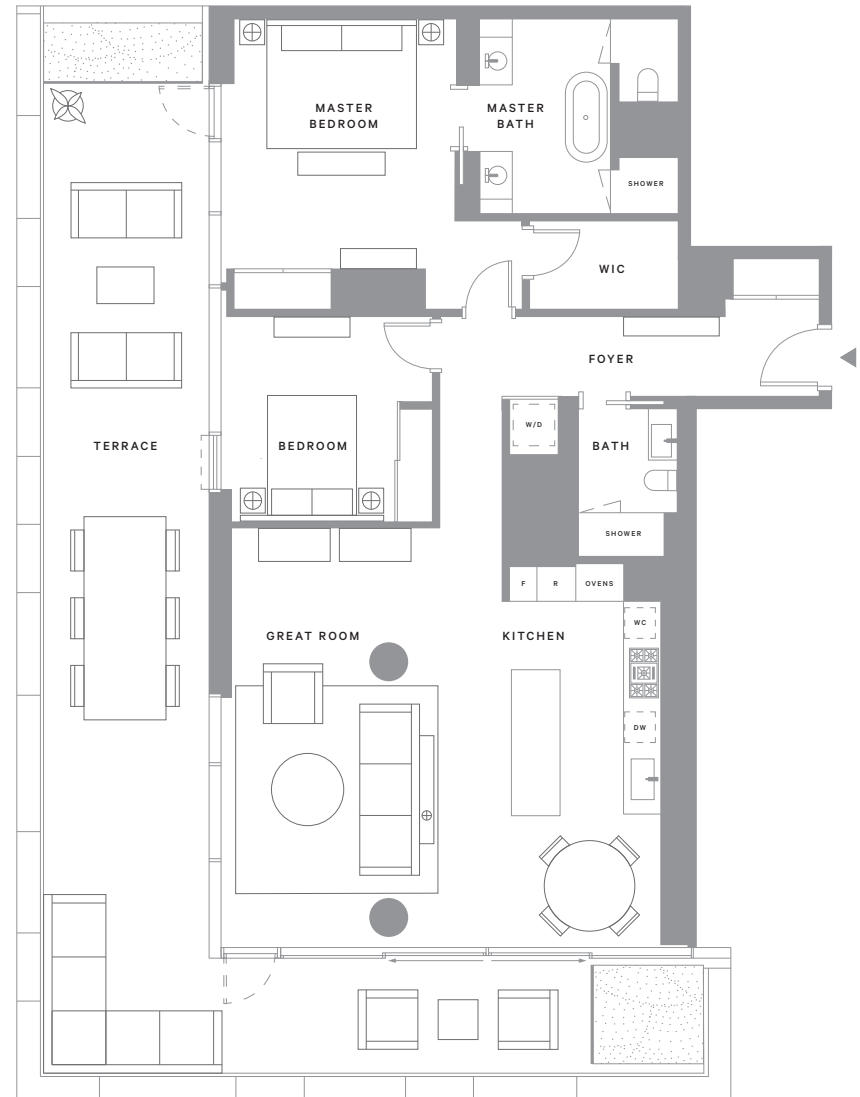 MASTER
BEDROOM
MASTER
BATH
SHOWER
WIC
FOYER
W/D
TERRACE
BEDROOM
BATH
SHOWER
F
R
OVENS
WC
GREAT ROOM
KITCHEN
DW